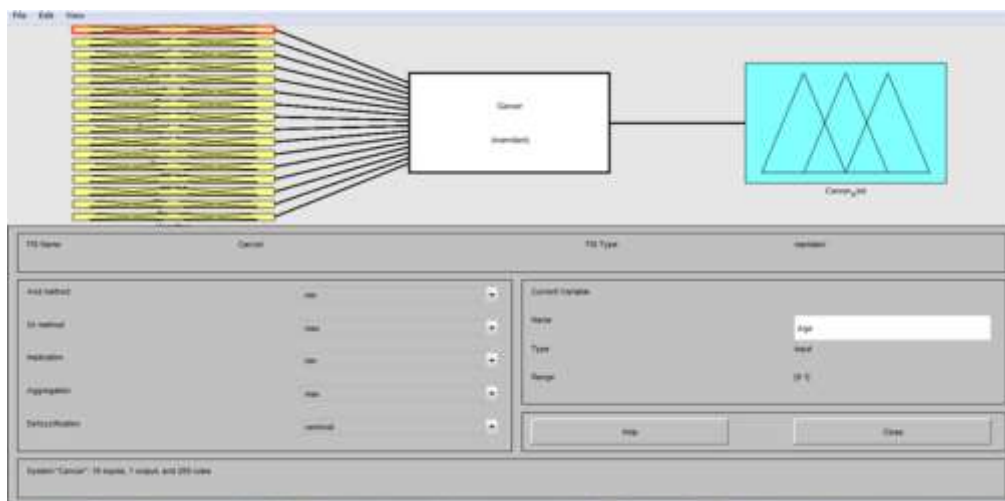 File Edit View
Cancer
(mamdani)
FIS Name: Cancer FIS Type: mamdani
And method min
Or method max
Implication min
Aggregation max
Defuzzification centroid
Current Variable
Name Age
Type input
Range [0 1]
Help Close
System "Cancer": 16 inputs, 1 output, and
rules